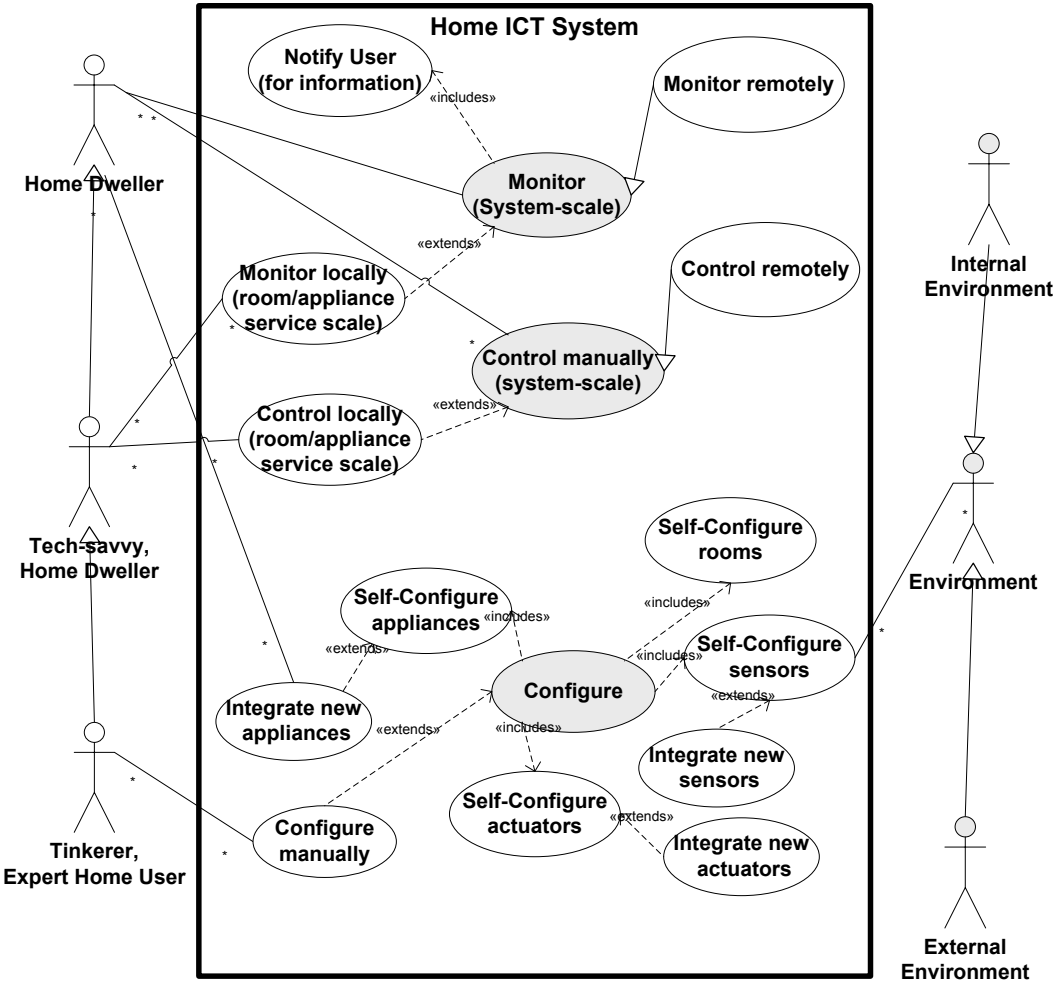 Home ICT System
Notify User
(for information)
«includes»
Monitor remotely
* *
Home Dweller
Monitor
(System-scale)
*
«extends»
Monitor locally
(room/appliance
service scale)
*
Control remotely
Internal
Environment
*
Control manually
(system-scale)
«extends»
Control locally
(room/appliance
service scale)
*
*
*
Tech-savvy,
Home Dweller
*
Environment
Self-Configure
rooms
Self-Configure
appliances
«includes»
«includes»
«extends»
Self-Configure
sensors
*
*
«includes»
Configure
«extends»
Integrate new
appliances
«extends»
«includes»
Integrate new
sensors
*
Self-Configure
actuators
«extends»
Configure
manually
*
Integrate new
actuators
Tinkerer,
Expert Home User
External
Environment